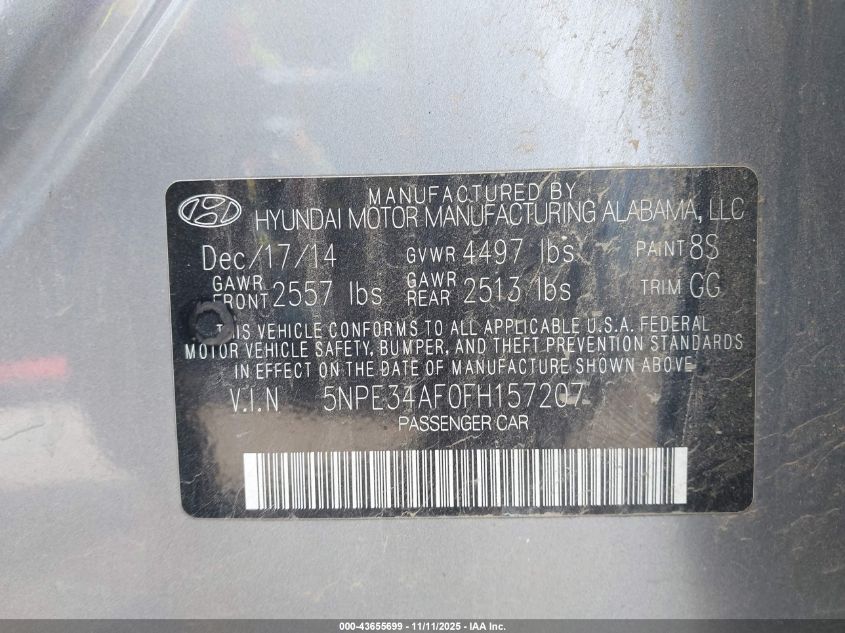 MANUFACTURED BY
HYUNDAI MOTOR MANUFACTURING ALABAMA, LLC
Dec/17/14 GVWR 4497 lbs PAINT 8S
GAWR FRONT 2557 lbs GAWR REAR 2513 lbs TRIM GG
THIS VEHICLE CONFORMS TO ALL APPLICABLE U.S.A. FEDERAL
MOTOR VEHICLE SAFETY, BUMPER, AND THEFT PREVENTION STANDARDS
IN EFFECT ON THE DATE OF MANUFACTURE SHOWN ABOVE.
V.I.N 5NPE34AF0FH157207
PASSENGER CAR
000-43655699 - 11/11/2025 - IAA Inc.